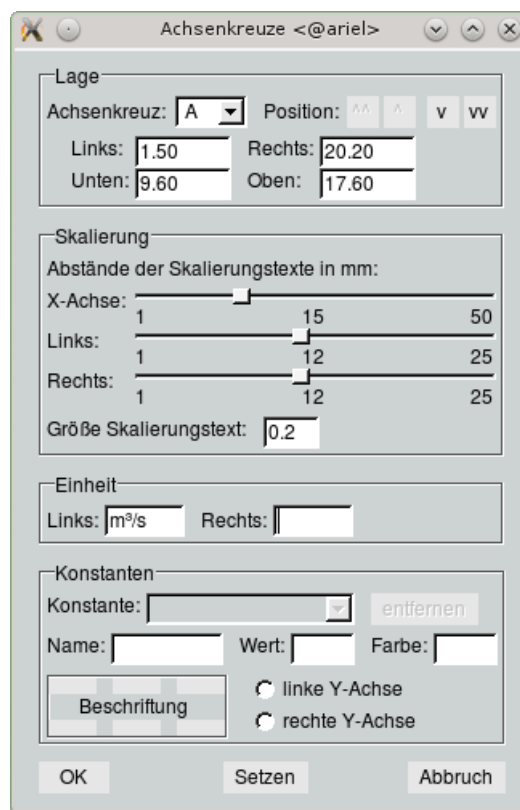 Achsenkreuze <@ariel>
Lage
Achsenkreuz: A Position: ^^ ^ v vv
Links: 1.50 Rechts: 20.20
Unten: 9.60 Oben: 17.60
Skalierung
Abstände der Skalierungstexte in mm:
X-Achse:
1 15 50
Links:
1 12 25
Rechts:
1 12 25
Größe Skalierungstext: 0.2
Einheit
Links: m³/s Rechts:
Konstanten
Konstante: entfernen
Name: Wert: Farbe:
Beschriftung
linke Y-Achse
rechte Y-Achse
OK Setzen Abbruch